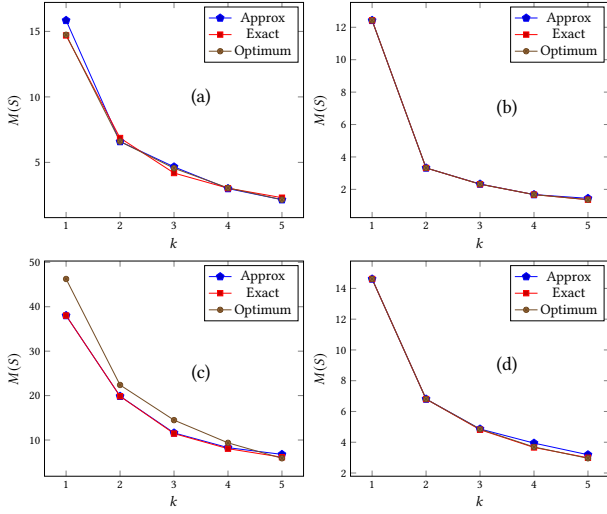 15
10
5
M(S)
Approx
Exact
Optimum
(a)
1 2 3 4 5
k
12
10
8
6
4
2
M(S)
Approx
Exact
Optimum
(b)
1 2 3 4 5
k
50
40
30
20
10
M(S)
Approx
Exact
Optimum
(c)
1 2 3 4 5
k
14
12
10
8
6
4
2
M(S)
Approx
Exact
Optimum
(d)
1 2 3 4 5
k